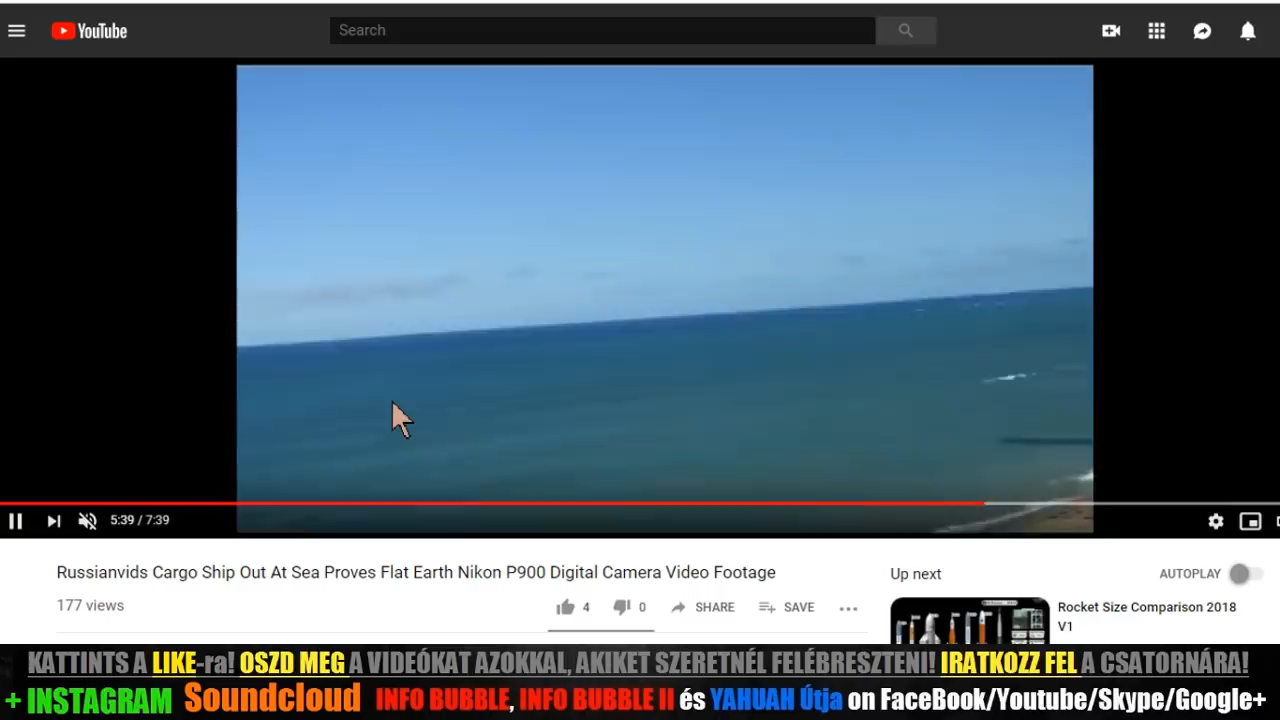 YouTube
Search
5:39 / 7:39
Russianvids Cargo Ship Out At Sea Proves Flat Earth Nikon P900 Digital Camera Video Footage
177 views
4
0
SHARE
SAVE
Up next
AUTOPLAY
Rocket Size Comparison 2018
V1
KATTINTS A LIKE-ra! OSZD MEG A VIDEÓKAT AZOKKAL, AKIKET SZERETNÉL FELÉBRESZTENI! IRATKOZZ FEL A CSATORNÁRA!
+ INSTAGRAM Soundcloud INFO BUBBLE, INFO BUBBLE II és YAHUAH Útja on FaceBook/Youtube/Skype/Google+